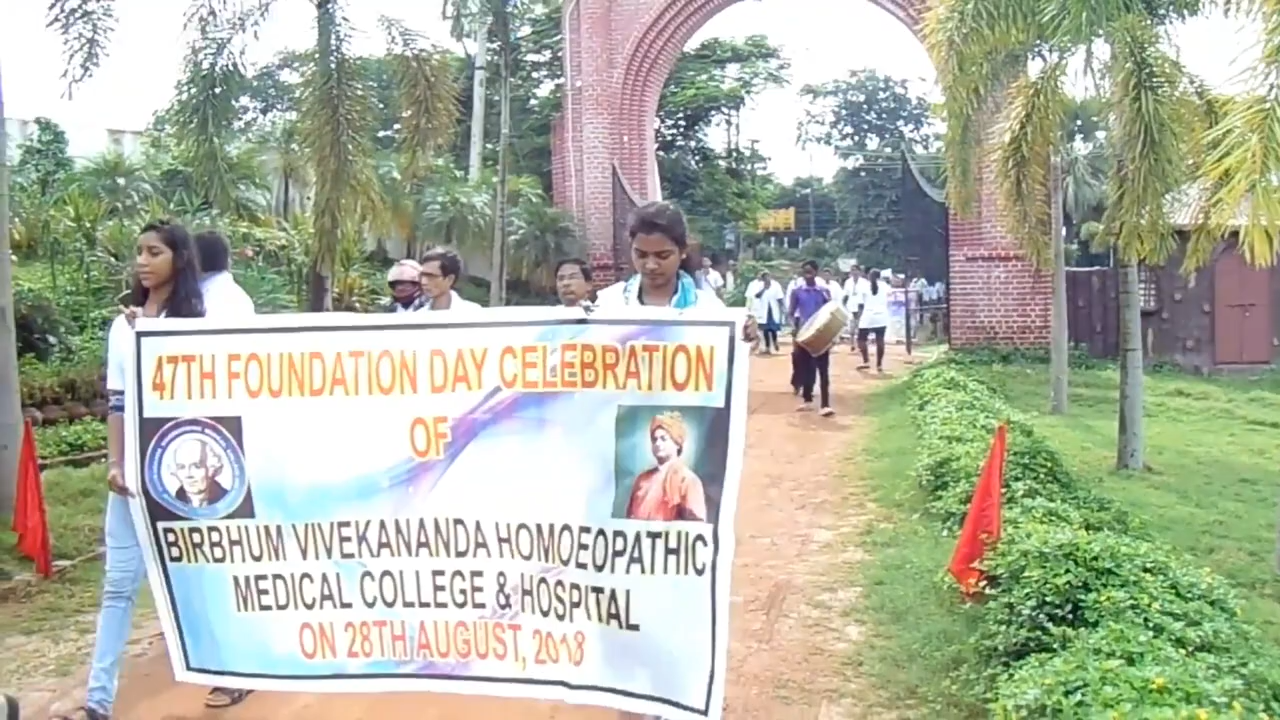 47TH FOUNDATION DAY CELEBRATION
OF
BIRBHUM VIVEKANANDA HOMOEOPATHIC
MEDICAL COLLEGE & HOSPITAL
ON 28TH AUGUST, 2018